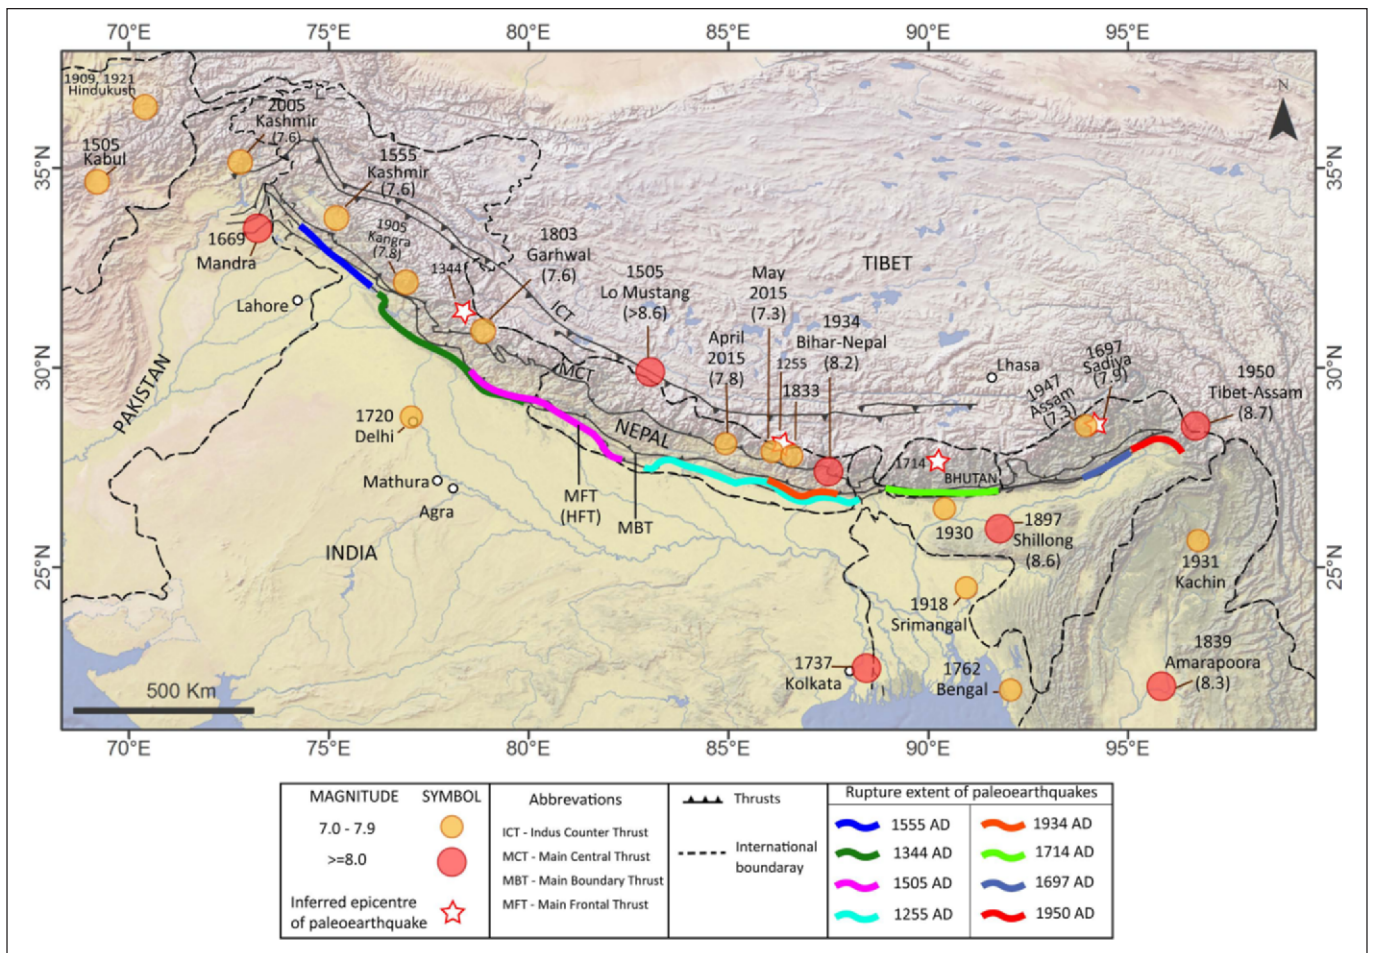 70°E 75°E 80°E 85°E 90°E 95°E
1909, 1921
Hindukush
N
2005
Kashmir
(7.6)
1505
Kabul
35°N
35°N
1555
Kashmir
(7.6)
1905
Kangra
(7.8)
1344
1669
Mandra
1803
Garhwal
(7.6)
ICT
1505
Lo Mustang
(>8.6)
May
2015
(7.3)
TIBET
1934
Bihar-Nepal
(8.2)
April
2015
(7.8)
1255
1833
Lahore
PAKISTAN
30°N
30°N
MCT
NEPAL
Lhasa
1947
Assam
(7.3)
1697
Sadiya
(7.9)
1950
Tibet-Assam
(8.7)
1720
Delhi
Mathura
Agra
MFT
(HFT)
MBT
1714
BHUTAN
INDIA
1930
1897
Shillong
(8.6)
25°N
25°N
1931
Kachin
1918
Srimangal
1737
Kolkata
1762
Bengal
1839
Amarapoora
(8.3)
500 Km
70°E 75°E 80°E 85°E 90°E 95°E
MAGNITUDE SYMBOL
7.0 - 7.9
>=8.0
Inferred epicentre
of paleoearthquake
Abbrevations
ICT - Indus Counter Thrust
MCT - Main Central Thrust
MBT - Main Boundary Thrust
MFT - Main Frontal Thrust
Thrusts
International
boundaray
Rupture extent of paleoearthquakes
1555 AD 1934 AD
1344 AD 1714 AD
1505 AD 1697 AD
1255 AD 1950 AD